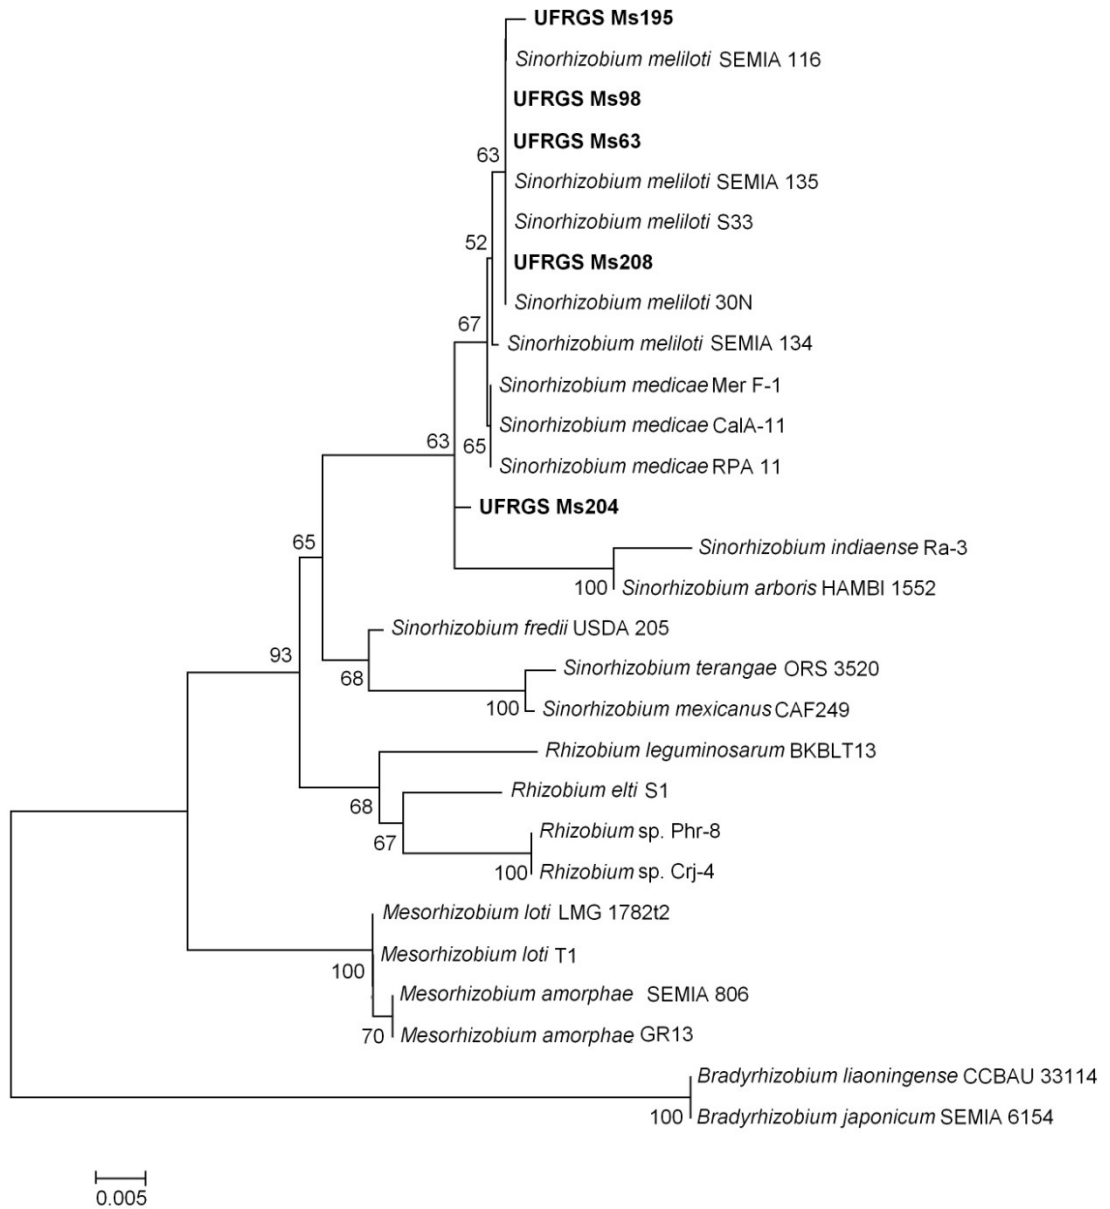 UFRGS Ms195
Sinorhizobium meliloti SEMIA 116
UFRGS Ms98
UFRGS Ms63
63
Sinorhizobium meliloti SEMIA 135
Sinorhizobium meliloti S33
52
UFRGS Ms208
Sinorhizobium meliloti 30N
67
Sinorhizobium meliloti SEMIA 134
Sinorhizobium medicae Mer F-1
Sinorhizobium medicae CalA-11
63
65
Sinorhizobium medicae RPA 11
UFRGS Ms204
65
Sinorhizobium indiaense Ra-3
100
Sinorhizobium arboris HAMBI 1552
Sinorhizobium fredii USDA 205
93
68
Sinorhizobium terangae ORS 3520
100
Sinorhizobium mexicanus CAF249
Rhizobium leguminosarum BKBLT13
68
Rhizobium elti S1
67
Rhizobium sp. Phr-8
100
Rhizobium sp. Crj-4
Mesorhizobium loti LMG 1782t2
Mesorhizobium loti T1
100
Mesorhizobium amorphae SEMIA 806
70
Mesorhizobium amorphae GR13
Bradyrhizobium liaoningense CCBAU 33114
100
Bradyrhizobium japonicum SEMIA 6154
0.005